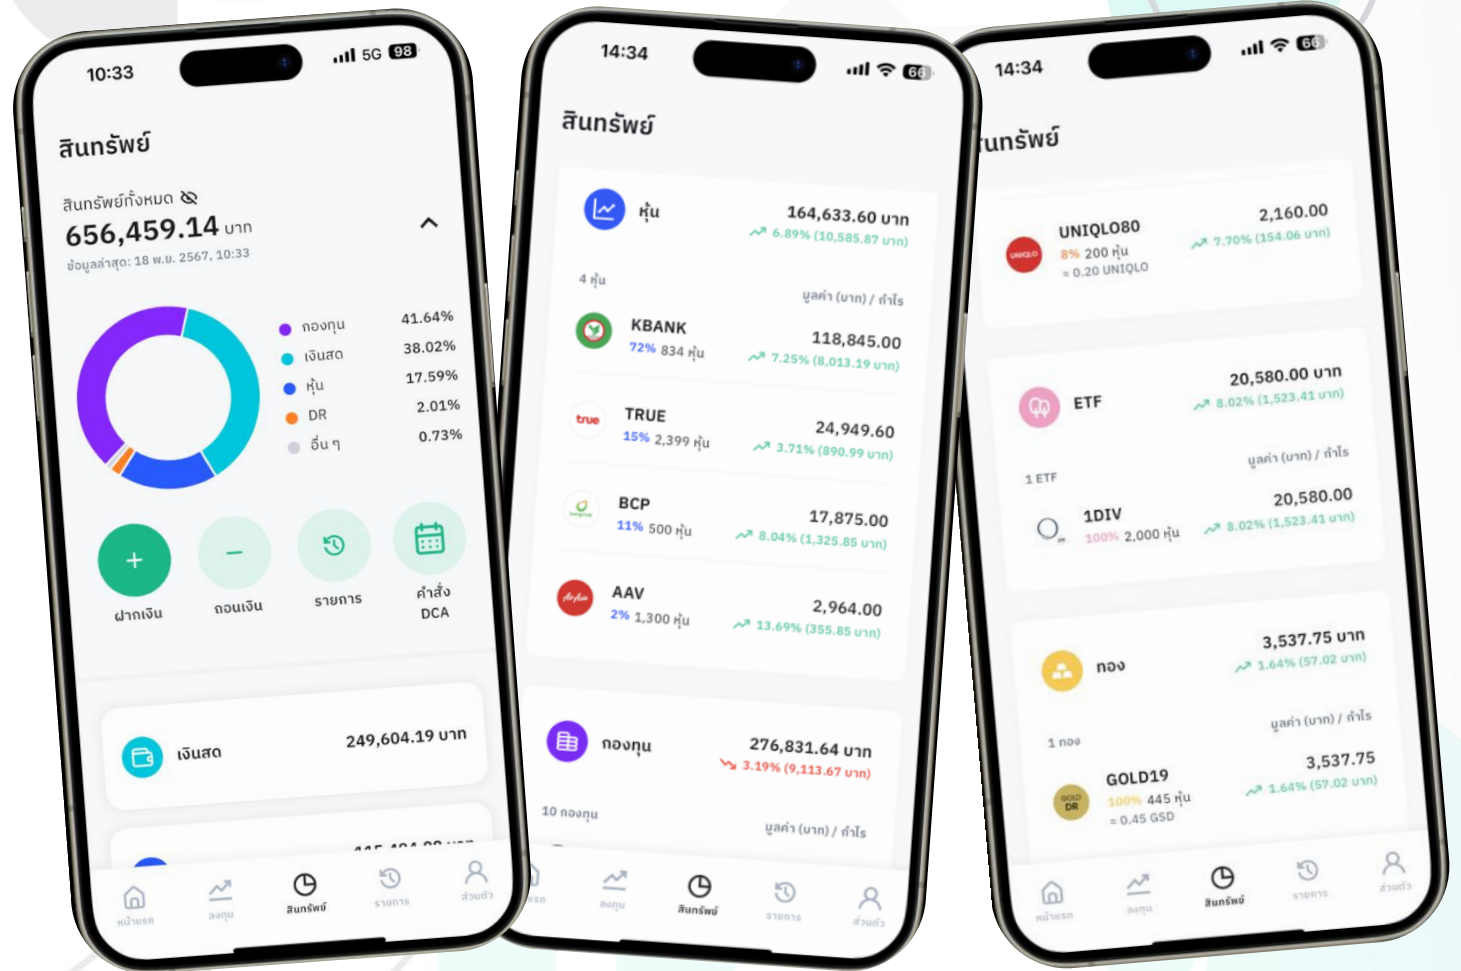 10:33
5G 98
สินทรัพย์
สินทรัพย์ทั้งหมด
656,459.14 บาท
ข้อมูลล่าสุด: 18 พ.ย. 2567, 10:33
กองทุน 41.64%
เงินสด 38.02%
หุ้น 17.59%
DR 2.01%
อื่น ๆ 0.73%
ฝากเงิน
ถอนเงิน
รายการ
คำสั่ง
DCA
เงินสด 249,604.19 บาท
หน้าแรก
ลงทุน
สินทรัพย์
รายการ
ส่วนตัว
14:34
66
สินทรัพย์
หุ้น 164,633.60 บาท
6.89% (10,585.87 บาท)
4 หุ้น มูลค่า (บาท) / กำไร
KBANK 118,845.00
72% 834 หุ้น 7.25% (8,013.19 บาท)
true
TRUE 24,949.60
15% 2,399 หุ้น 3.71% (890.99 บาท)
BCP 17,875.00
11% 500 หุ้น 8.04% (1,325.85 บาท)
AirAsia
AAV 2,964.00
2% 1,300 หุ้น 13.69% (355.85 บาท)
กองทุน 276,831.64 บาท
3.19% (9,113.67 บาท)
10 กองทุน มูลค่า (บาท) / กำไร
ลงทุน
สินทรัพย์
รายการ
ส่วนตัว
14:34
66
นทรัพย์
UNIQLO
UNIQLO80 2,160.00
8% 200 หุ้น 7.70% (154.06 บาท)
≈ 0.20 UNIQLO
ETF 20,580.00 บาท
8.02% (1,523.41 บาท)
1 ETF มูลค่า (บาท) / กำไร
1DIV 20,580.00
100% 2,000 หุ้น 8.02% (1,523.41 บาท)
ทอง 3,537.75 บาท
1.64% (57.02 บาท)
1 ทอง มูลค่า (บาท) / กำไร
GOLD
DR
GOLD19 3,537.75
100% 445 หุ้น 1.64% (57.02 บาท)
≈ 0.45 GSD
หน้าแรก
ลงทุน
สินทรัพย์
รายการ
ส่วนตัว